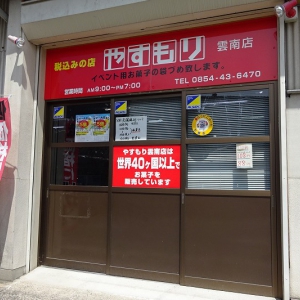 税込みの店
やすもり 雲南店
イベント用お菓子の詰つめ致します。
営業時間 AM9:00〜PM7:00
TEL NO 0854-43-6470
やすもり雲南店は
世界40ヶ国以上で
お菓子を
販売しています